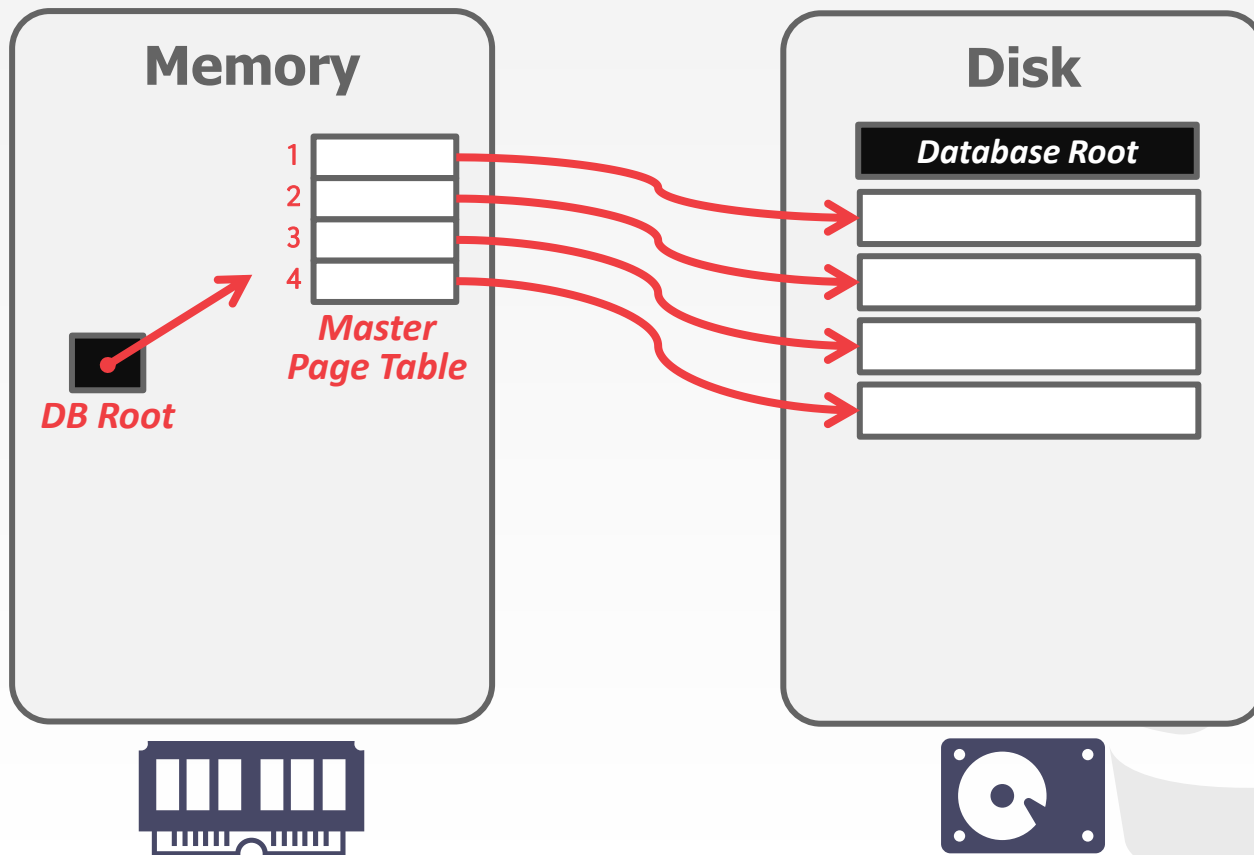 Memory
1
2
3
4
Master
Page Table
DB Root
Disk
Database Root